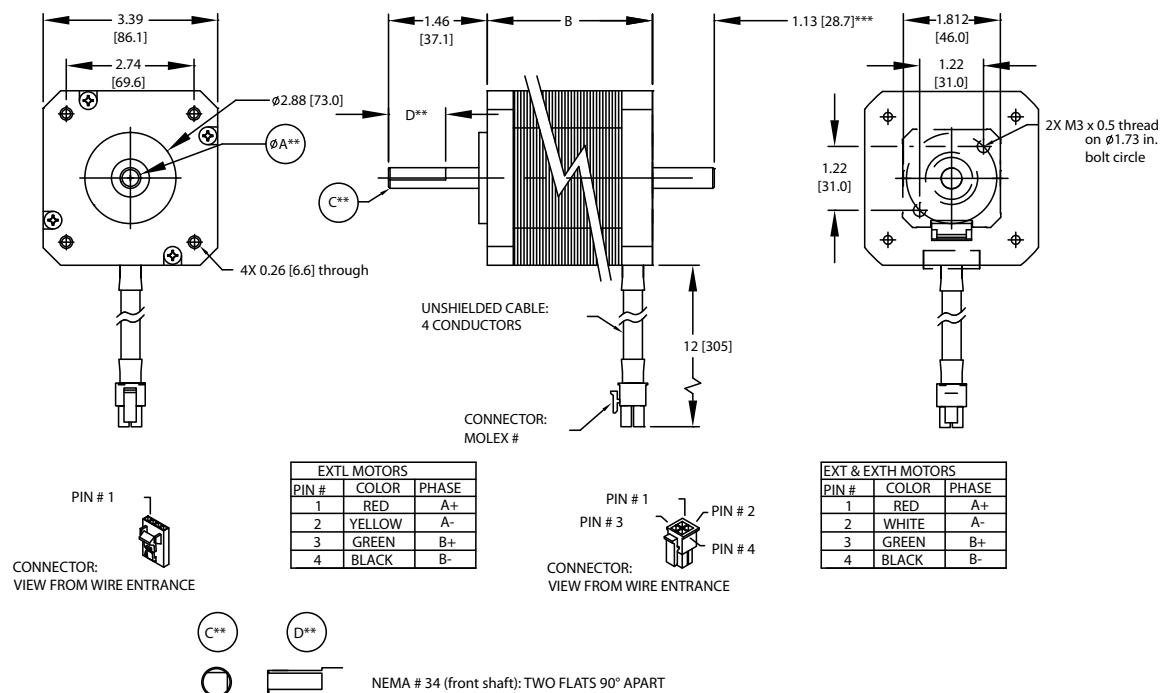 3.39
[86.1]
2.74
[69.6]
ø2.88 [73.0]
øA**
4X 0.26 [6.6] through
1.46
[37.1]
B
1.13 [28.7]***
D**
C**
UNSHIELDED CABLE:
4 CONDUCTORS
12 [305]
CONNECTOR:
MOLEX #
1.812
[46.0]
1.22
[31.0]
2X M3 x 0.5 thread
on ø1.73 in.
bolt circle
1.22
[31.0]
PIN # 1
CONNECTOR:
VIEW FROM WIRE ENTRANCE
EXTL MOTORS
PIN # COLOR PHASE
1 RED A+
2 YELLOW A-
3 GREEN B+
4 BLACK B-
PIN # 1
PIN # 2
PIN # 3
PIN # 4
CONNECTOR:
VIEW FROM WIRE ENTRANCE
EXT & EXTH MOTORS
PIN # COLOR PHASE
1 RED A+
2 WHITE A-
3 GREEN B+
4 BLACK B-
C** D**
NEMA # 34 (front shaft): TWO FLATS 90° APART